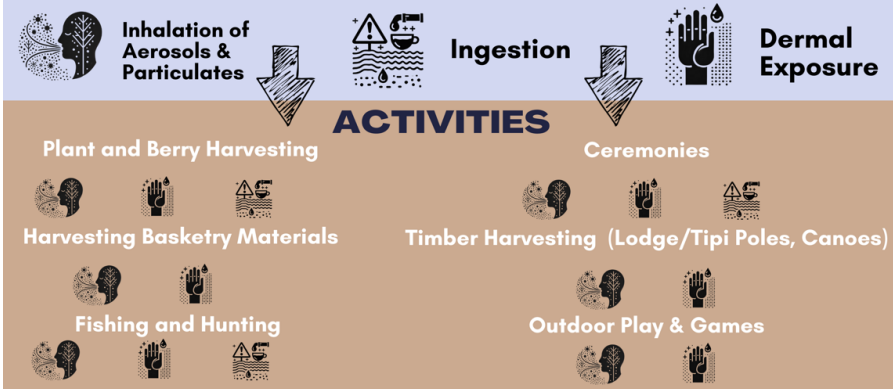 Inhalation of
Aerosols &
Particulates
Ingestion
Dermal
Exposure
ACTIVITIES
Plant and Berry Harvesting
Ceremonies
Harvesting Basketry Materials
Timber Harvesting (Lodge/Tipi Poles, Canoes)
Fishing and Hunting
Outdoor Play & Games